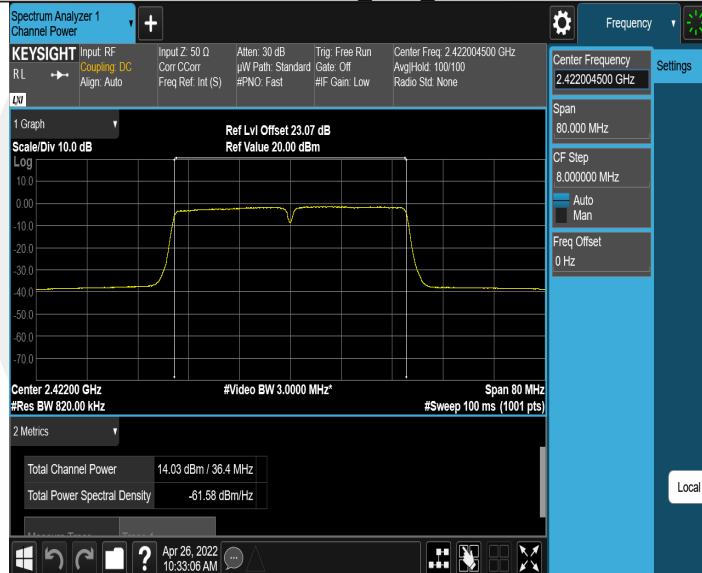 Spectrum Analyzer 1
Channel Power
+
Frequency
KEYSIGHT
RL
LXI
Input: RF
Coupling: DC
Align: Auto
Input Z: 50 Ω
Corr CCorr
Freq Ref: Int (S)
Atten: 30 dB
µW Path: Standard
#PNO: Fast
Trig: Free Run
Gate: Off
#IF Gain: Low
Center Freq: 2.422004500 GHz
Avg|Hold: 100/100
Radio Std: None
Center Frequency
2.422004500 GHz
Settings
Span
80.000 MHz
CF Step
8.000000 MHz
Auto
Man
Freq Offset
0 Hz
1 Graph
Scale/Div 10.0 dB
Ref Lvl Offset 23.07 dB
Ref Value 20.00 dBm
Log
10.0
0.00
-10.0
-20.0
-30.0
-40.0
-50.0
-60.0
-70.0
Center 2.42200 GHz
#Video BW 3.0000 MHz*
Span 80 MHz
#Res BW 820.00 kHz
#Sweep 100 ms (1001 pts)
2 Metrics
Total Channel Power 14.03 dBm / 36.4 MHz
Total Power Spectral Density -61.58 dBm/Hz
Local
?
Apr 26, 2022
10:33:06 AM